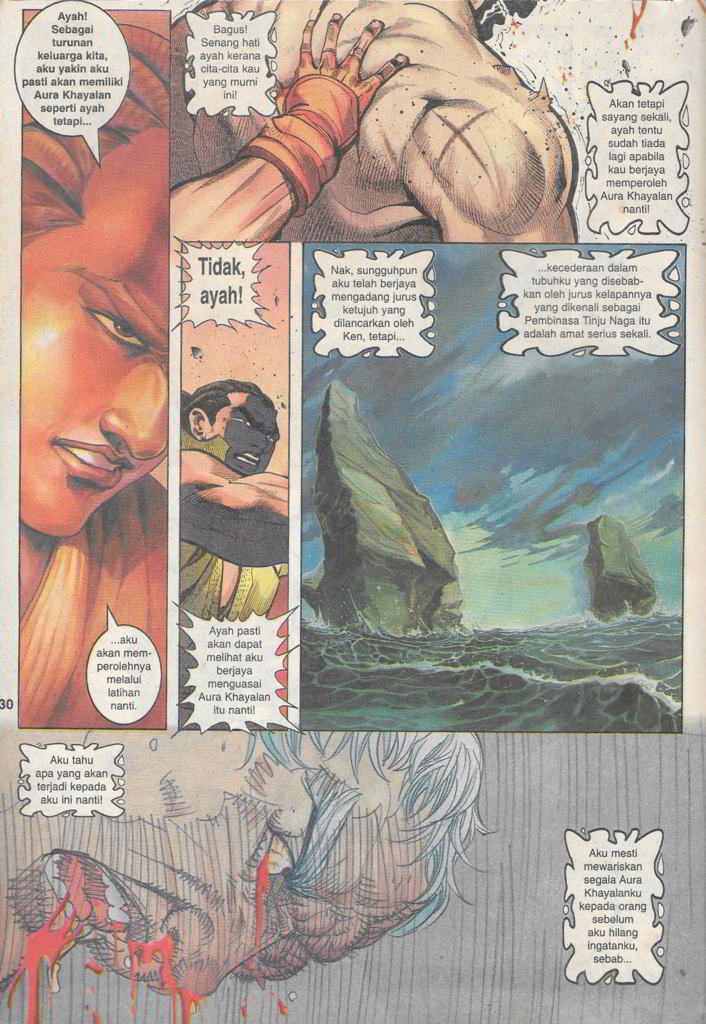 Ayah!
Sebagai
turunan
keluarga kita,
aku yakin aku
pasti akan memiliki
Aura Khayalan
seperti ayah
tetapi...
Bagus!
Senang hati
ayah kerana
cita-cita kau
yang murni
ini!
Akan tetapi
sayang sekali,
ayah tentu
sudah tiada
lagi apabila
kau berjaya
memperoleh
Aura Khayalan
nanti!
...aku
akan mem-
perolehnya
melalui
latihan
nanti.
Tidak,
ayah!
Ayah pasti
akan dapat
melihat aku
berjaya
menguasai
Aura Khayalan
itu nanti!
Nak, sungguhpun
aku telah berjaya
mengadang jurus
ketujuh yang
dilancarkan oleh
Ken, tetapi...
...kecederaan dalam
tubuhku yang disebab-
kan oleh jurus kelapannya
yang dikenali sebagai
Pembinasa Tinju Naga itu
adalah amat serius sekali.
30
Aku tahu
apa yang akan
terjadi kepada
aku ini nanti!
Aku mesti
mewariskan
segala Aura
Khayalanku
kepada orang
sebelum
aku hilang
ingatanku,
sebab...